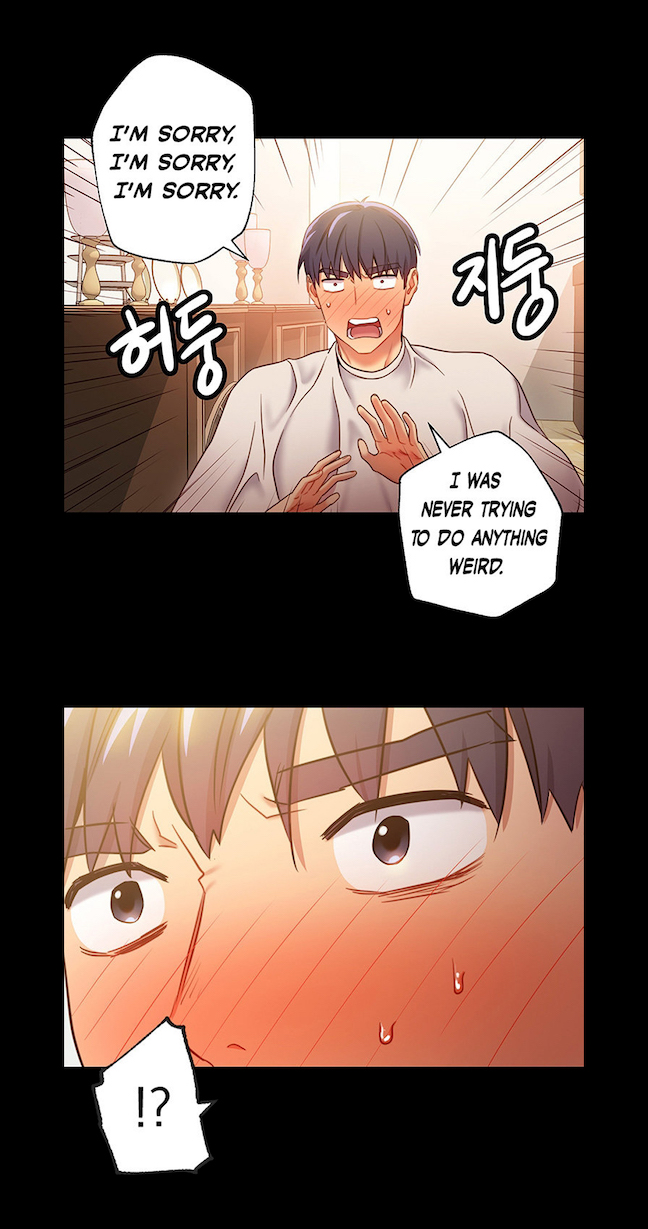 I'M SORRY,
I'M SORRY,
I'M SORRY.
지둥
허둥
I WAS
NEVER TRYING
TO DO ANYTHING
WEIRD.
!?